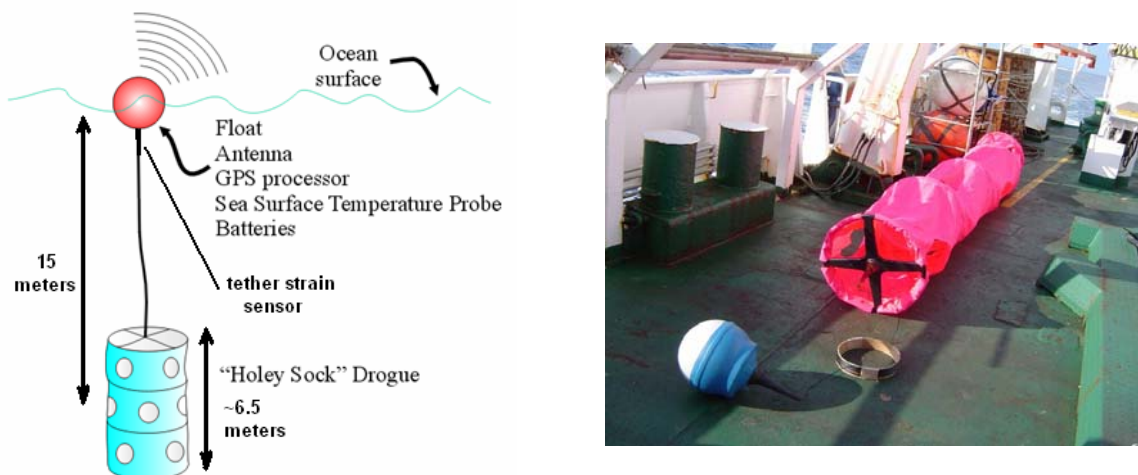 Ocean
surface
Float
Antenna
GPS processor
Sea Surface Temperature Probe
Batteries
15
meters
tether strain
sensor
“Holey Sock” Drogue
~6.5
meters